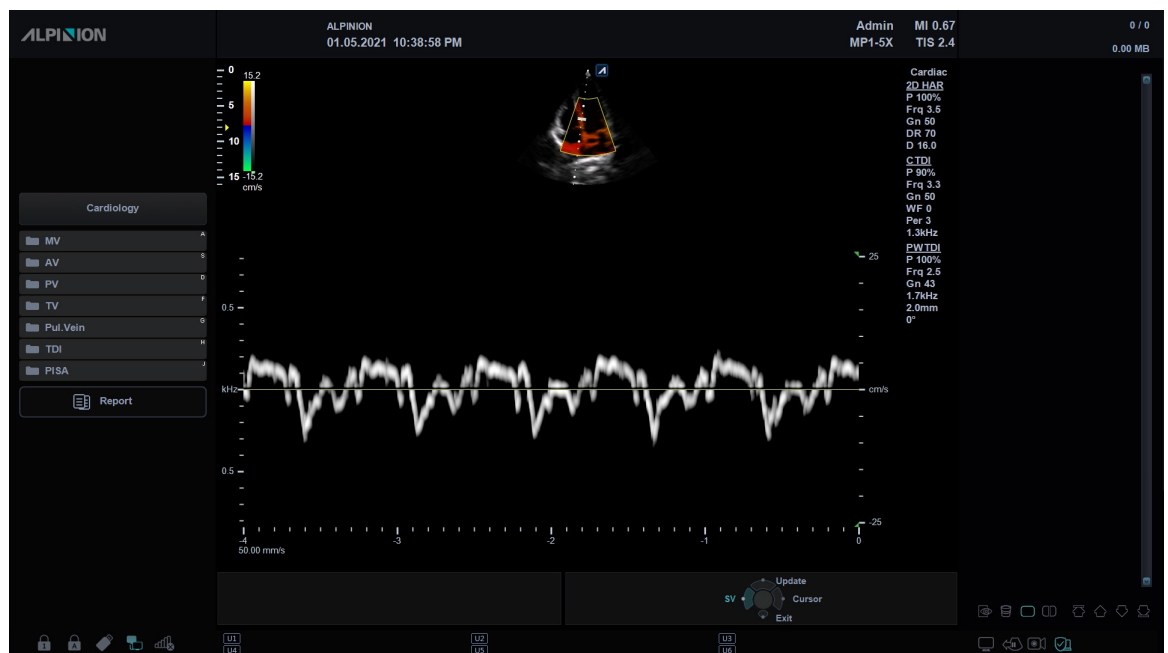 ALPINION
ALPINION
01.05.2021 10:38:58 PM
Admin MI 0.67
MP1-5X TIS 2.4
0 / 0
0.00 MB
Cardiology
MV A
AV S
PV D
TV F
Pul.Vein G
TDI H
PISA J
Report
0
5
10
15
15.2
-15.2
cm/s
Cardiac
2D HAR
P 100%
Frq 3.5
Gn 50
DR 70
D 16.0
C TDI
P 90%
Frq 3.3
Gn 50
WF 0
Per 3
1.3kHz
PWTDI
P 100%
Frq 2.5
Gn 43
1.7kHz
2.0mm
0°
25
0.5
kHz
cm/s
0.5
-25
-4 -3 -2 -1 0
50.00 mm/s
Update
SV Cursor
Exit
U1 U2 U3
U4 U5 U6